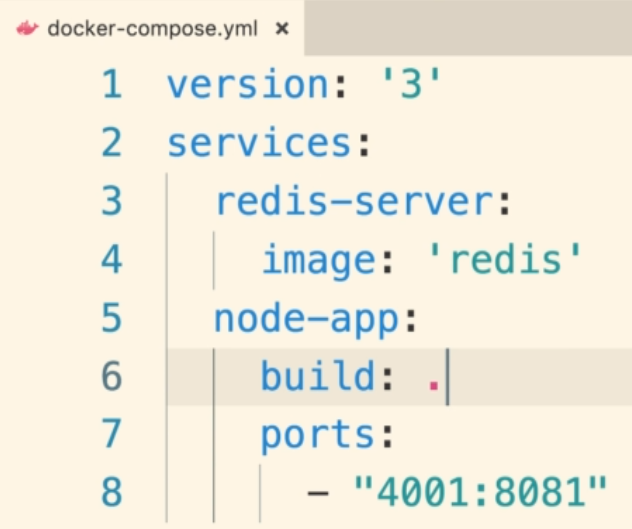 docker-compose.yml ×
1 version: '3'
2 services:
3   redis-server:
4     image: 'redis'
5   node-app:
6     build: .
7     ports:
8       - "4001:8081"